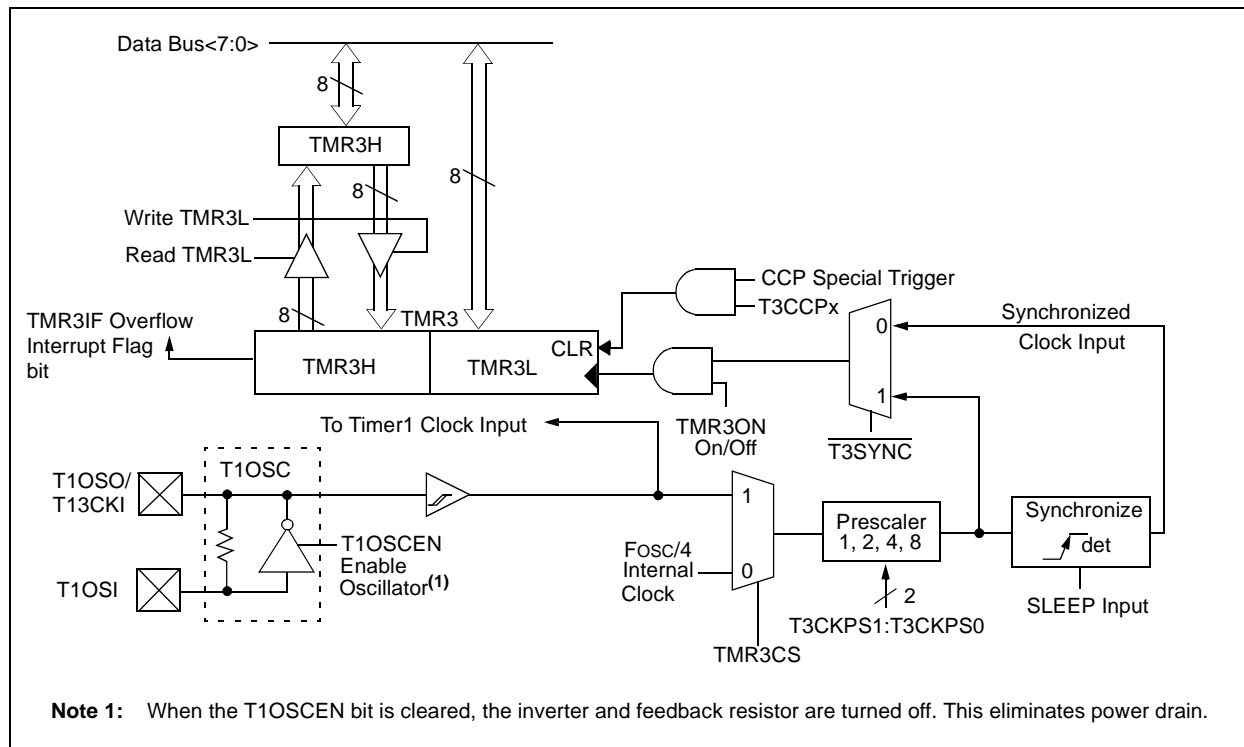 Data Bus<7:0>
8
TMR3H
8
8
Write TMR3L
Read TMR3L
CCP Special Trigger
T3CCPx
8
TMR3
TMR3IF Overflow
Interrupt Flag
bit
TMR3H
TMR3L
CLR
0
1
Synchronized
Clock Input
TMR3ON
On/Off
T3SYNC
To Timer1 Clock Input
T1OSO/
T13CKI
T1OSC
T1OSCEN
Enable
Oscillator(1)
T1OSI
1
0
FOSC/4
Internal
Clock
TMR3CS
Prescaler
1, 2, 4, 8
2
T3CKPS1:T3CKPS0
Synchronize
det
SLEEP Input
Note 1: When the T1OSCEN bit is cleared, the inverter and feedback resistor are turned off. This eliminates power drain.